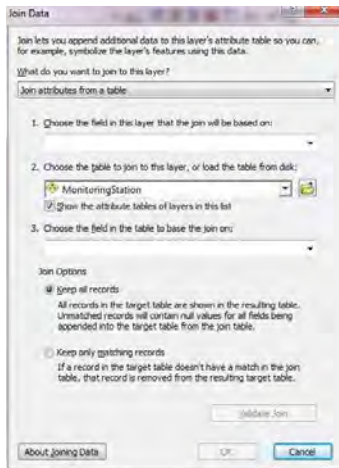 Join Data
Join lets you append additional data to this layer's attribute table so you can,
for example, symbolize the layer's features using this data.
What do you want to join to this layer?
Join attributes from a table
1. Choose the field in this layer that the join will be based on:
2. Choose the table to join to this layer, or load the table from disk:
MonitoringStation
Show the attribute tables of layers in this list
3. Choose the field in the table to base the join on:
Join Options
Keep all records
All records in the target table are shown in the resulting table.
Unmatched records will contain null values for all fields being
appended into the target table from the join table.
Keep only matching records
If a record in the target table doesn't have a match in the join
table, that record is removed from the resulting target table.
Validate Join
About Joining Data
OK
Cancel